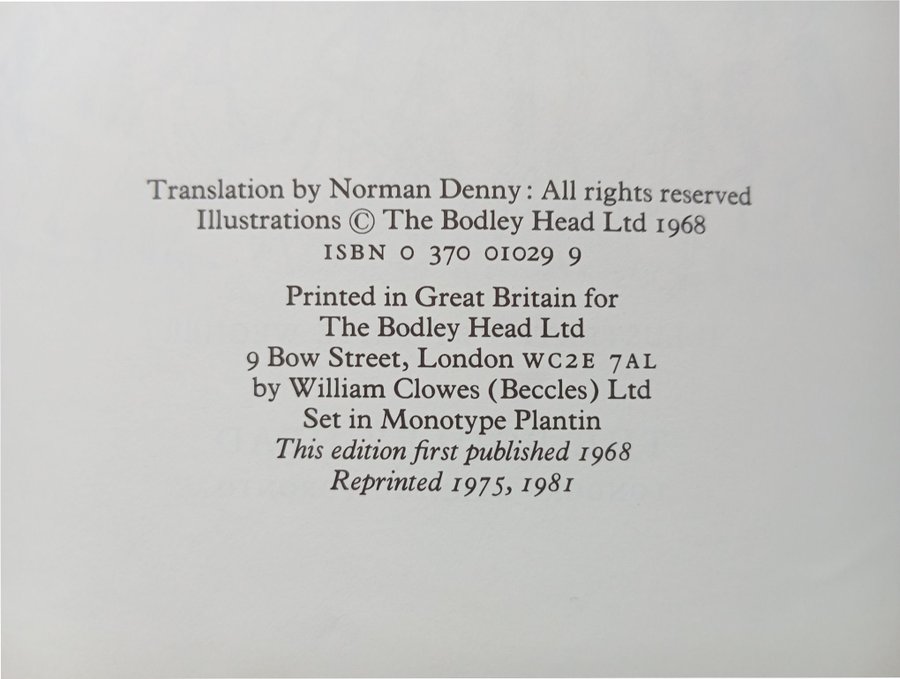 Translation by Norman Denny: All rights reserved
Illustrations © The Bodley Head Ltd 1968
ISBN 0 370 01029 9
Printed in Great Britain for
The Bodley Head Ltd
9 Bow Street, London WC2E 7AL
by William Clowes (Beccles) Ltd
Set in Monotype Plantin
This edition first published 1968
Reprinted 1975, 1981